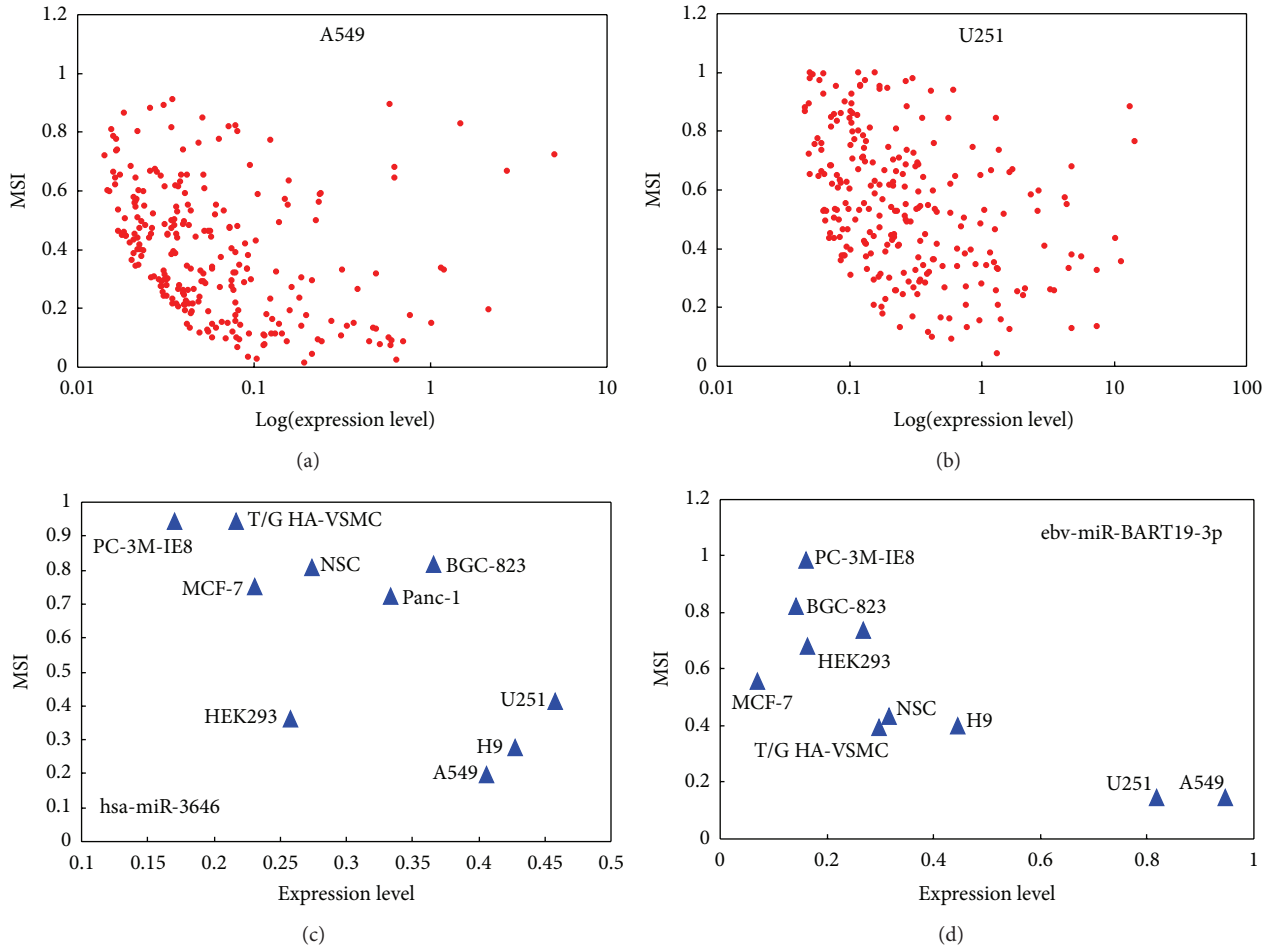 A549
MSI
1.2
1
0.8
0.6
0.4
0.2
0
0.01
0.1
1
10
Log(expression level)
(a)
U251
MSI
1.2
1
0.8
0.6
0.4
0.2
0
0.01
0.1
1
10
100
Log(expression level)
(b)
MSI
1
0.9
0.8
0.7
0.6
0.5
0.4
0.3
0.2
0.1
0
T/G HA-VSMC
PC-3M-IE8
NSC
BGC-823
MCF-7
Panc-1
U251
HEK293
H9
A549
hsa-miR-3646
0.1
0.15
0.2
0.25
0.3
0.35
0.4
0.45
0.5
Expression level
(c)
MSI
1.2
1
0.8
0.6
0.4
0.2
0
ebv-miR-BART19-3p
PC-3M-IE8
BGC-823
HEK293
MCF-7
NSC
H9
T/G HA-VSMC
U251
A549
0
0.2
0.4
0.6
0.8
1
Expression level
(d)